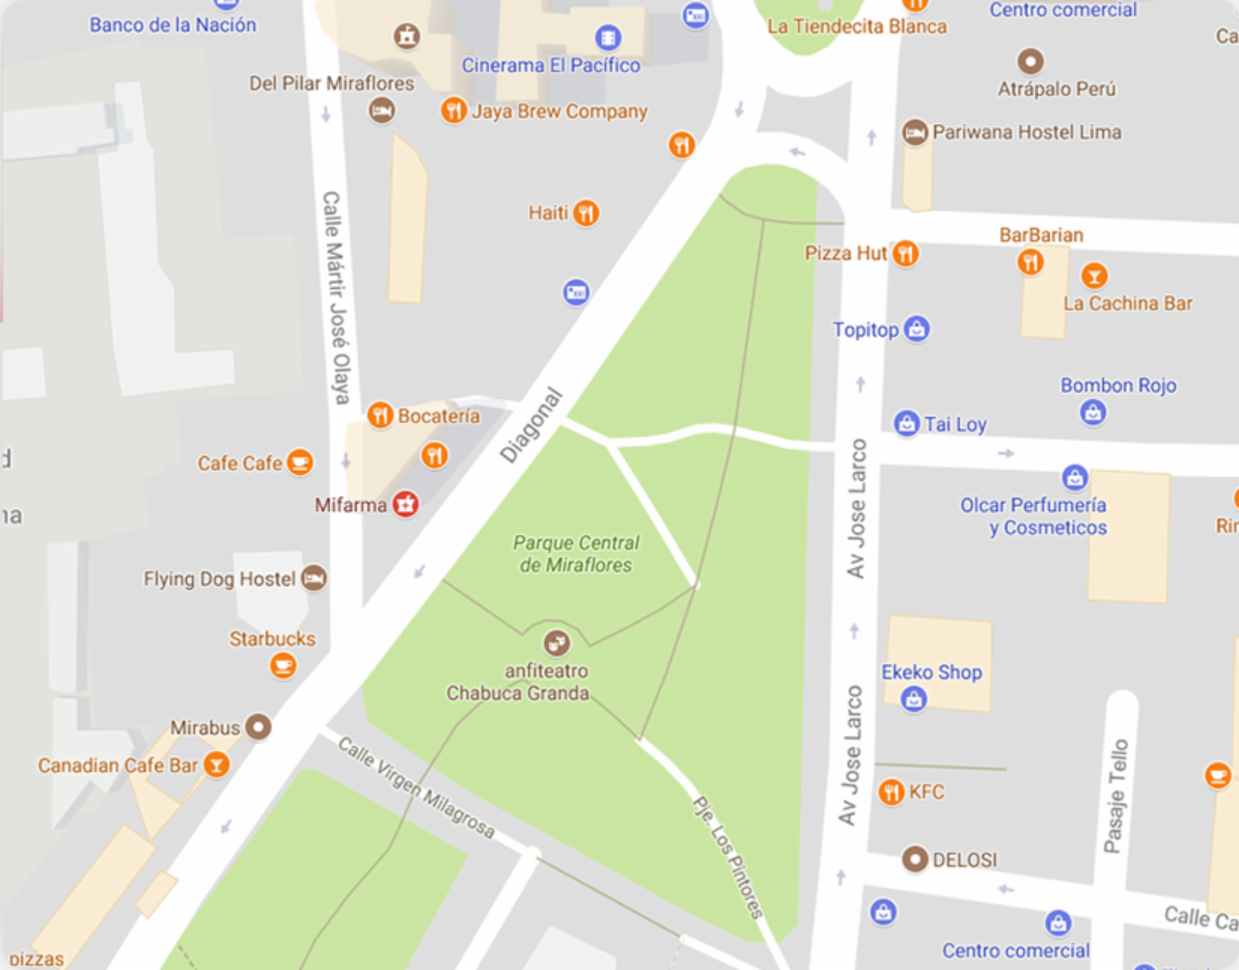 Banco de la Nación
La Tiendecita Blanca
Centro comercial
Cinerama El Pacífico
Del Pilar Miraflores
Jaya Brew Company
Atrápalo Perú
Pariwana Hostel Lima
Haiti
Calle Mártir José Olaya
BarBarian
Pizza Hut
La Cachina Bar
Topitop
Bombon Rojo
Bocatería
Diagonal
Tai Loy
Cafe Cafe
Mifarma
Av Jose Larco
Olcar Perfumería
y Cosmeticos
Parque Central
de Miraflores
Flying Dog Hostel
Starbucks
anfiteatro
Chabuca Granda
Ekeko Shop
Mirabus
Canadian Cafe Bar
Calle Virgen Milagrosa
Av Jose Larco
Pasaje Tello
KFC
Pje. Los Pintores
DELOSI
Calle Ca
Centro comercial
pizzas